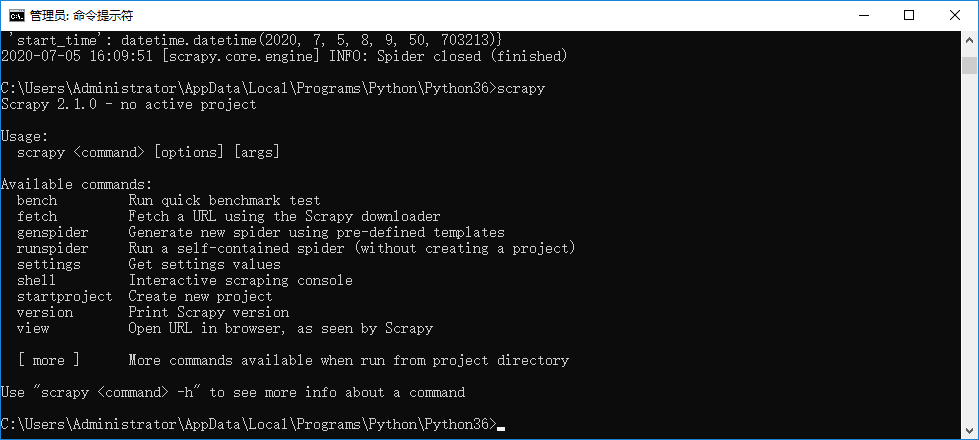 管理员: 命令提示符
'start_time': datetime.datetime(2020, 7, 5, 8, 9, 50, 703213)}
2020-07-05 16:09:51 [scrapy.core.engine] INFO: Spider closed (finished)
C:\Users\Administrator\AppData\Local\Programs\Python\Python36>scrapy
Scrapy 2.1.0 - no active project
Usage:
  scrapy <command> [options] [args]
Available commands:
  bench         Run quick benchmark test
  fetch         Fetch a URL using the Scrapy downloader
  genspider     Generate new spider using pre-defined templates
  runspider     Run a self-contained spider (without creating a project)
  settings      Get settings values
  shell         Interactive scraping console
  startproject  Create new project
  version       Print Scrapy version
  view          Open URL in browser, as seen by Scrapy
  [ more ]      More commands available when run from project directory
Use "scrapy <command> -h" to see more info about a command
C:\Users\Administrator\AppData\Local\Programs\Python\Python36>